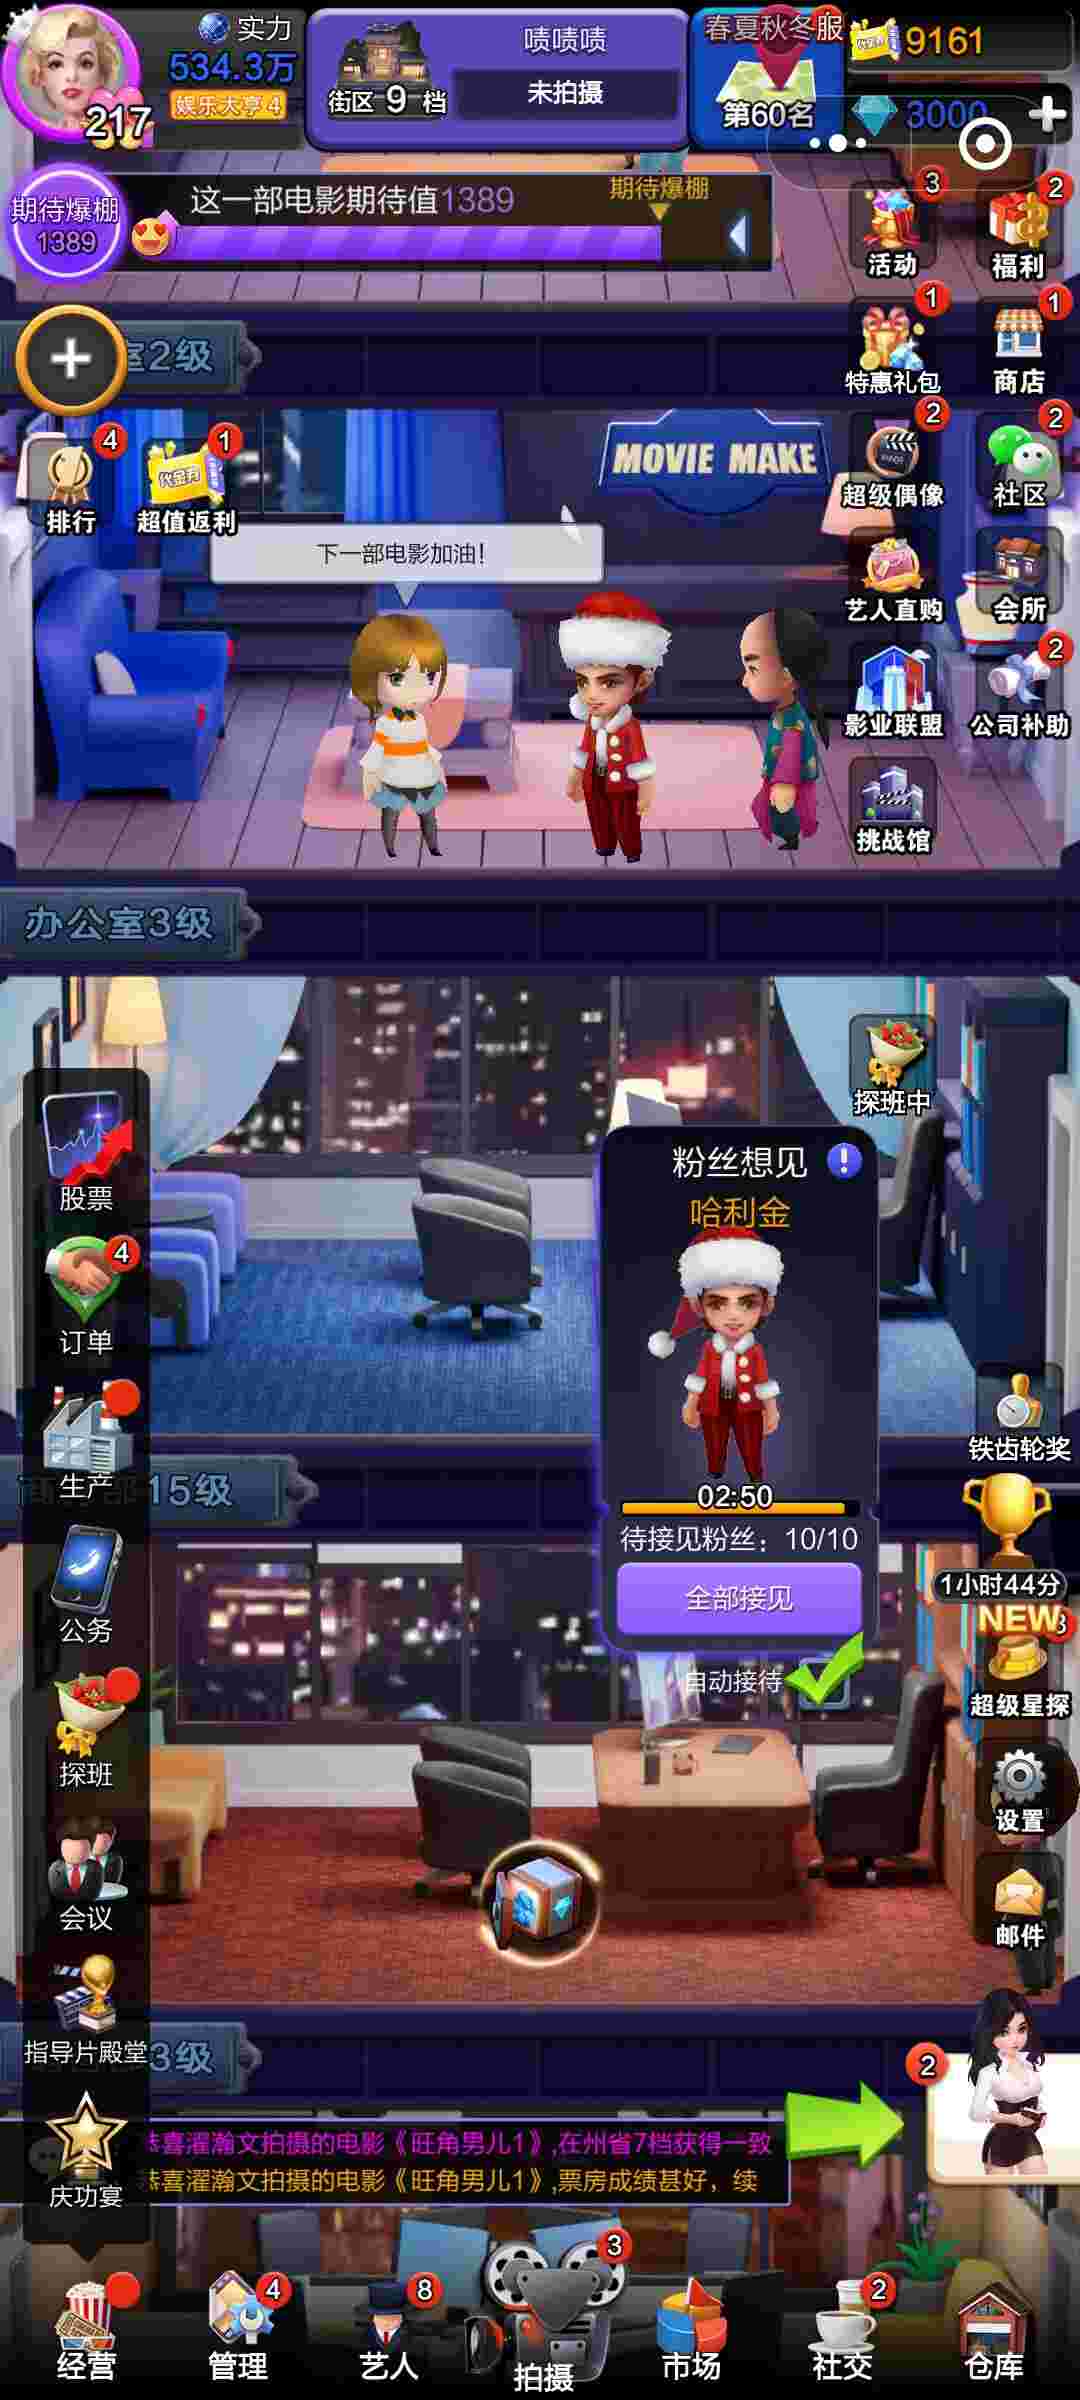 实力
534.3万
娱乐大亨 4
217
啧啧啧
街区 9 档
未拍摄
春夏秋冬服
第60名
9161
3000
期待爆棚
1389
这一部电影期待值1389
期待爆棚
活动
3
福利
2
室2级
特惠礼包
1
商店
1
排行
4
超值返利
1
代金券
MOVIE MAKE
超级偶像
2
社区
2
下一部电影加油!
艺人直购
会所
影业联盟
公司补助
2
挑战馆
办公室3级
探班中
股票
粉丝想见
哈利金
订单
4
生产
15级
02:50
待接见粉丝：10/10
全部接见
自动接待
铁齿轮奖
1小时44分
NEW
超级星探
公务
探班
设置
会议
邮件
指导片殿堂
3级
2
恭喜濯瀚文拍摄的电影《旺角男儿1》,在州省7档获得一致
恭喜濯瀚文拍摄的电影《旺角男儿1》,票房成绩甚好，续
庆功宴
经营
管理
4
艺人
8
拍摄
3
市场
社交
2
仓库